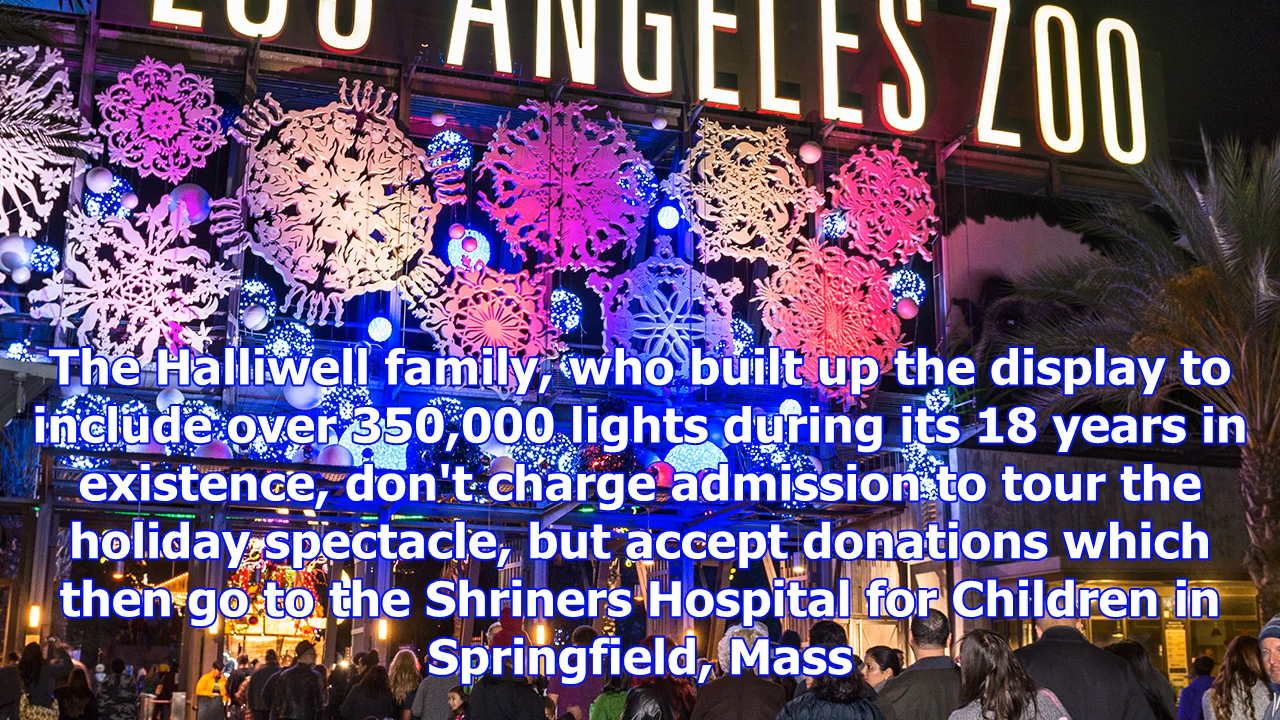 LOS ANGELES ZOO
The Halliwell family, who built up the display to
include over 350,000 lights during its 18 years in
existence, don't charge admission to tour the
holiday spectacle, but accept donations which
then go to the Shriners Hospital for Children in
Springfield, Mass